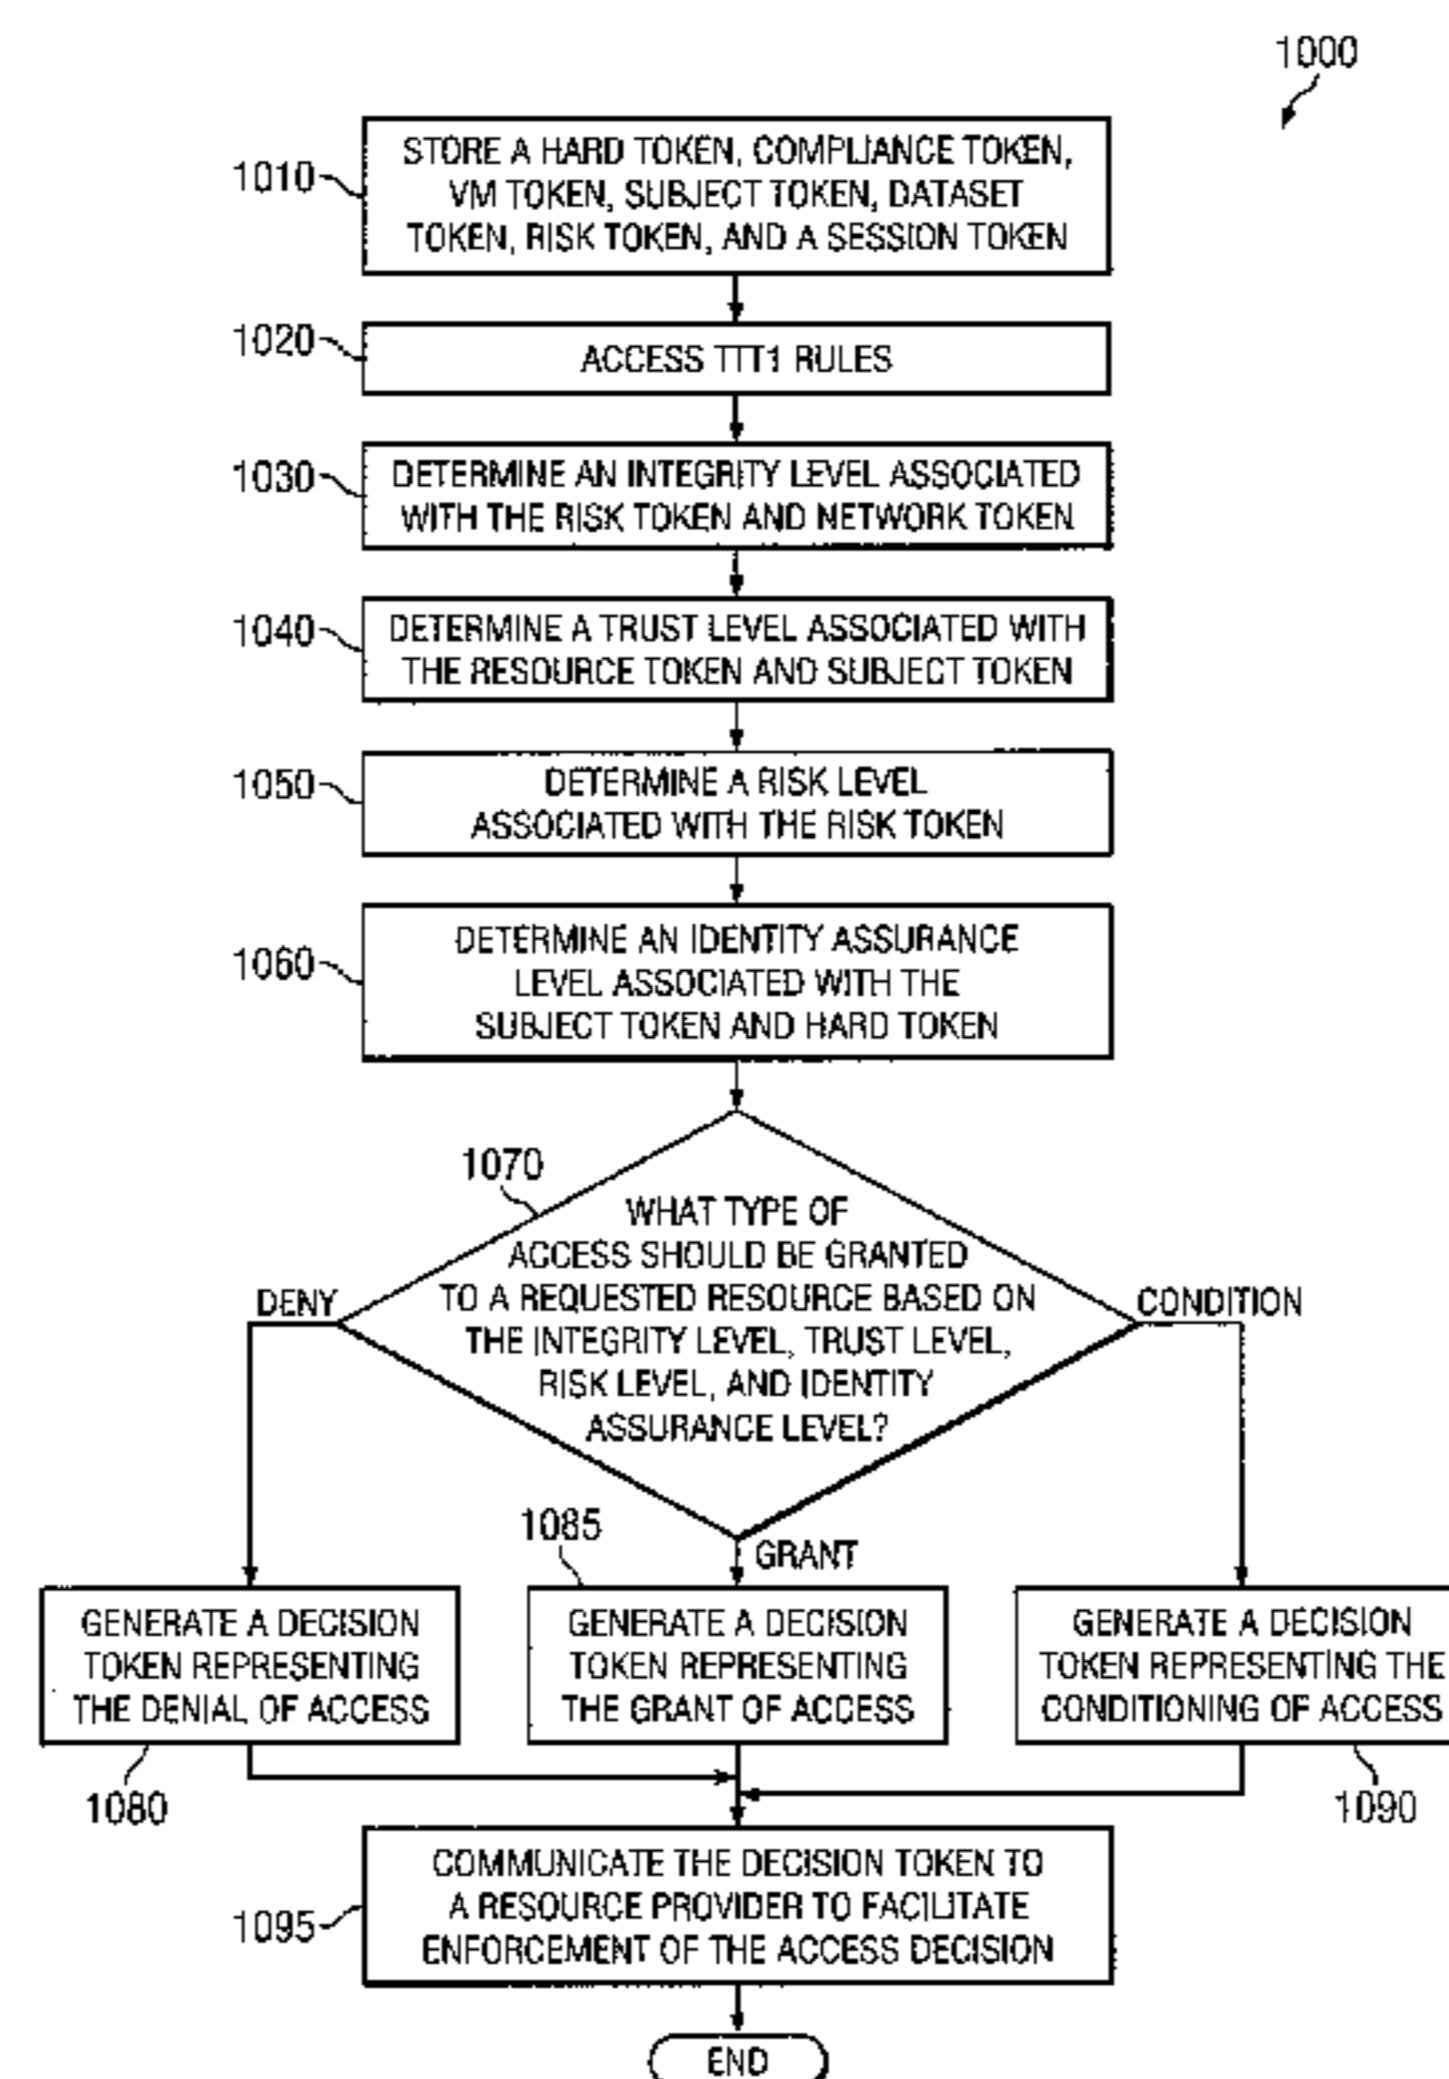 1000
1010
STORE A HARD TOKEN, COMPLIANCE TOKEN,
VM TOKEN, SUBJECT TOKEN, DATASET
TOKEN, RISK TOKEN, AND A SESSION TOKEN
1020
ACCESS TTT1 RULES
1030
DETERMINE AN INTEGRITY LEVEL ASSOCIATED
WITH THE RISK TOKEN AND NETWORK TOKEN
1040
DETERMINE A TRUST LEVEL ASSOCIATED WITH
THE RESOURCE TOKEN AND SUBJECT TOKEN
1050
DETERMINE A RISK LEVEL
ASSOCIATED WITH THE RISK TOKEN
1060
DETERMINE AN IDENTITY ASSURANCE
LEVEL ASSOCIATED WITH THE
SUBJECT TOKEN AND HARD TOKEN
1070
WHAT TYPE OF
ACCESS SHOULD BE GRANTED
TO A REQUESTED RESOURCE BASED ON
THE INTEGRITY LEVEL, TRUST LEVEL,
RISK LEVEL, AND IDENTITY
ASSURANCE LEVEL?
DENY
CONDITION
GRANT
1085
GENERATE A DECISION
TOKEN REPRESENTING
THE DENIAL OF ACCESS
GENERATE A DECISION
TOKEN REPRESENTING
THE GRANT OF ACCESS
GENERATE A DECISION
TOKEN REPRESENTING THE
CONDITIONING OF ACCESS
1080
1090
1095
COMMUNICATE THE DECISION TOKEN TO
A RESOURCE PROVIDER TO FACILITATE
ENFORCEMENT OF THE ACCESS DECISION
END